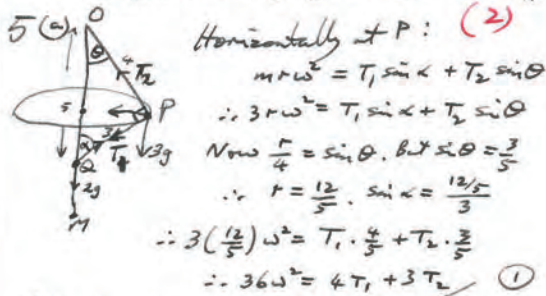 5 (a)
Horizontally at P: (2)
mrω² = T₁ sin α + T₂ sin θ
∴ 3rω² = T₁ sin α + T₂ sin θ
Now r/4 = sin θ. But sin θ = 3/5
∴ r = 12/5. sin α = (12/5)/3
∴ 3(12/5)ω² = T₁ · 4/5 + T₂ · 3/5
∴ 36ω² = 4T₁ + 3T₂ ①
O
θ
4
T₂
r
5
P
α
3
T₁
3g
Q
2g
M